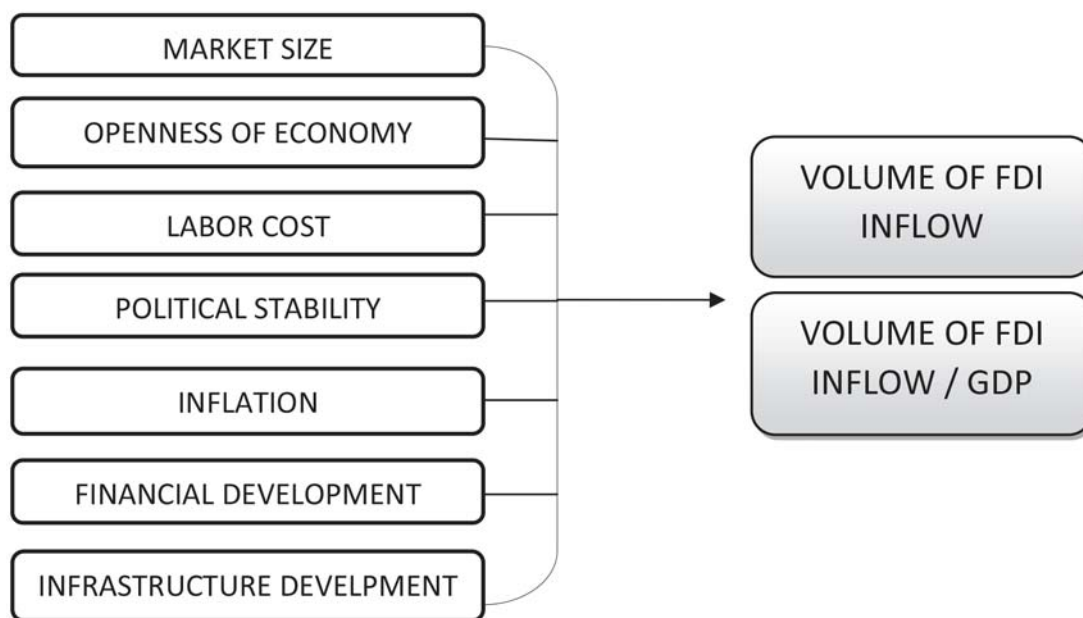 MARKET SIZE
OPENNESS OF ECONOMY
LABOR COST
POLITICAL STABILITY
INFLATION
FINANCIAL DEVELOPMENT
INFRASTRUCTURE DEVELPMENT
VOLUME OF FDI
INFLOW
VOLUME OF FDI
INFLOW / GDP